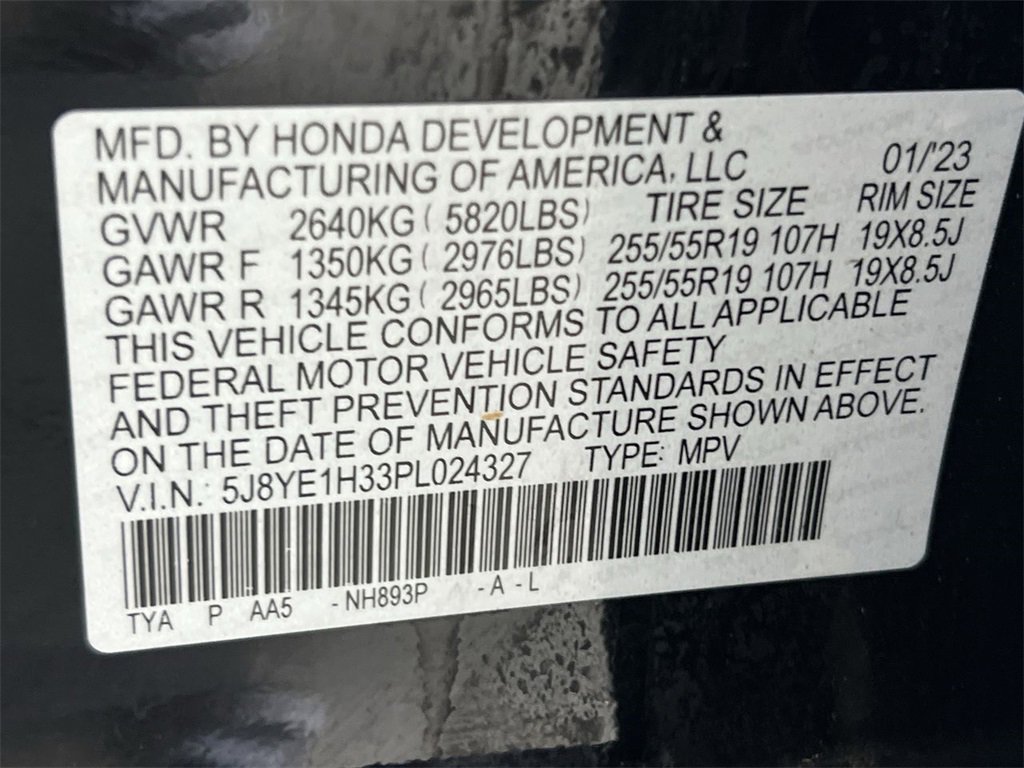 MFD. BY HONDA DEVELOPMENT &
MANUFACTURING OF AMERICA, LLC 01/'23
GVWR 2640KG ( 5820LBS) TIRE SIZE RIM SIZE
GAWR F 1350KG ( 2976LBS) 255/55R19 107H 19X8.5J
GAWR R 1345KG ( 2965LBS) 255/55R19 107H 19X8.5J
THIS VEHICLE CONFORMS TO ALL APPLICABLE
FEDERAL MOTOR VEHICLE SAFETY
AND THEFT PREVENTION STANDARDS IN EFFECT
ON THE DATE OF MANUFACTURE SHOWN ABOVE.
V.I.N.: 5J8YE1H33PL024327 TYPE: MPV
TYA P AA5 -NH893P -A -L